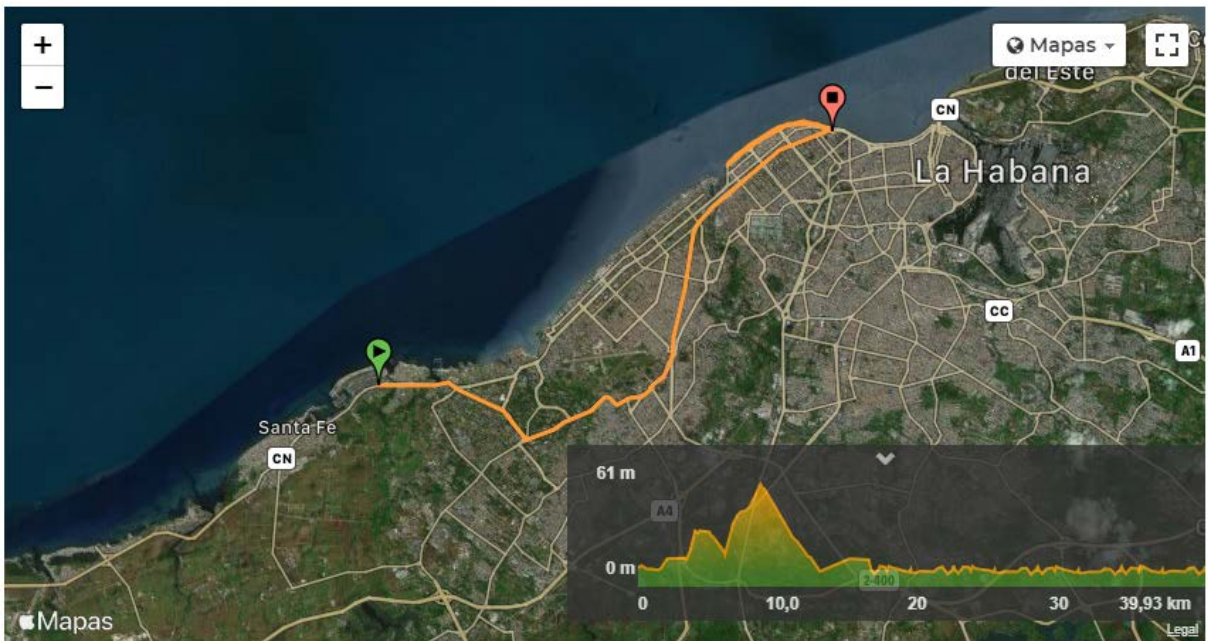 +
−
Mapas
del Este
CN
La Habana
CC
A1
Santa Fe
CN
61 m
A4
0 m
2-400
0 10,0 20 30 39,93 km
Mapas
Legal